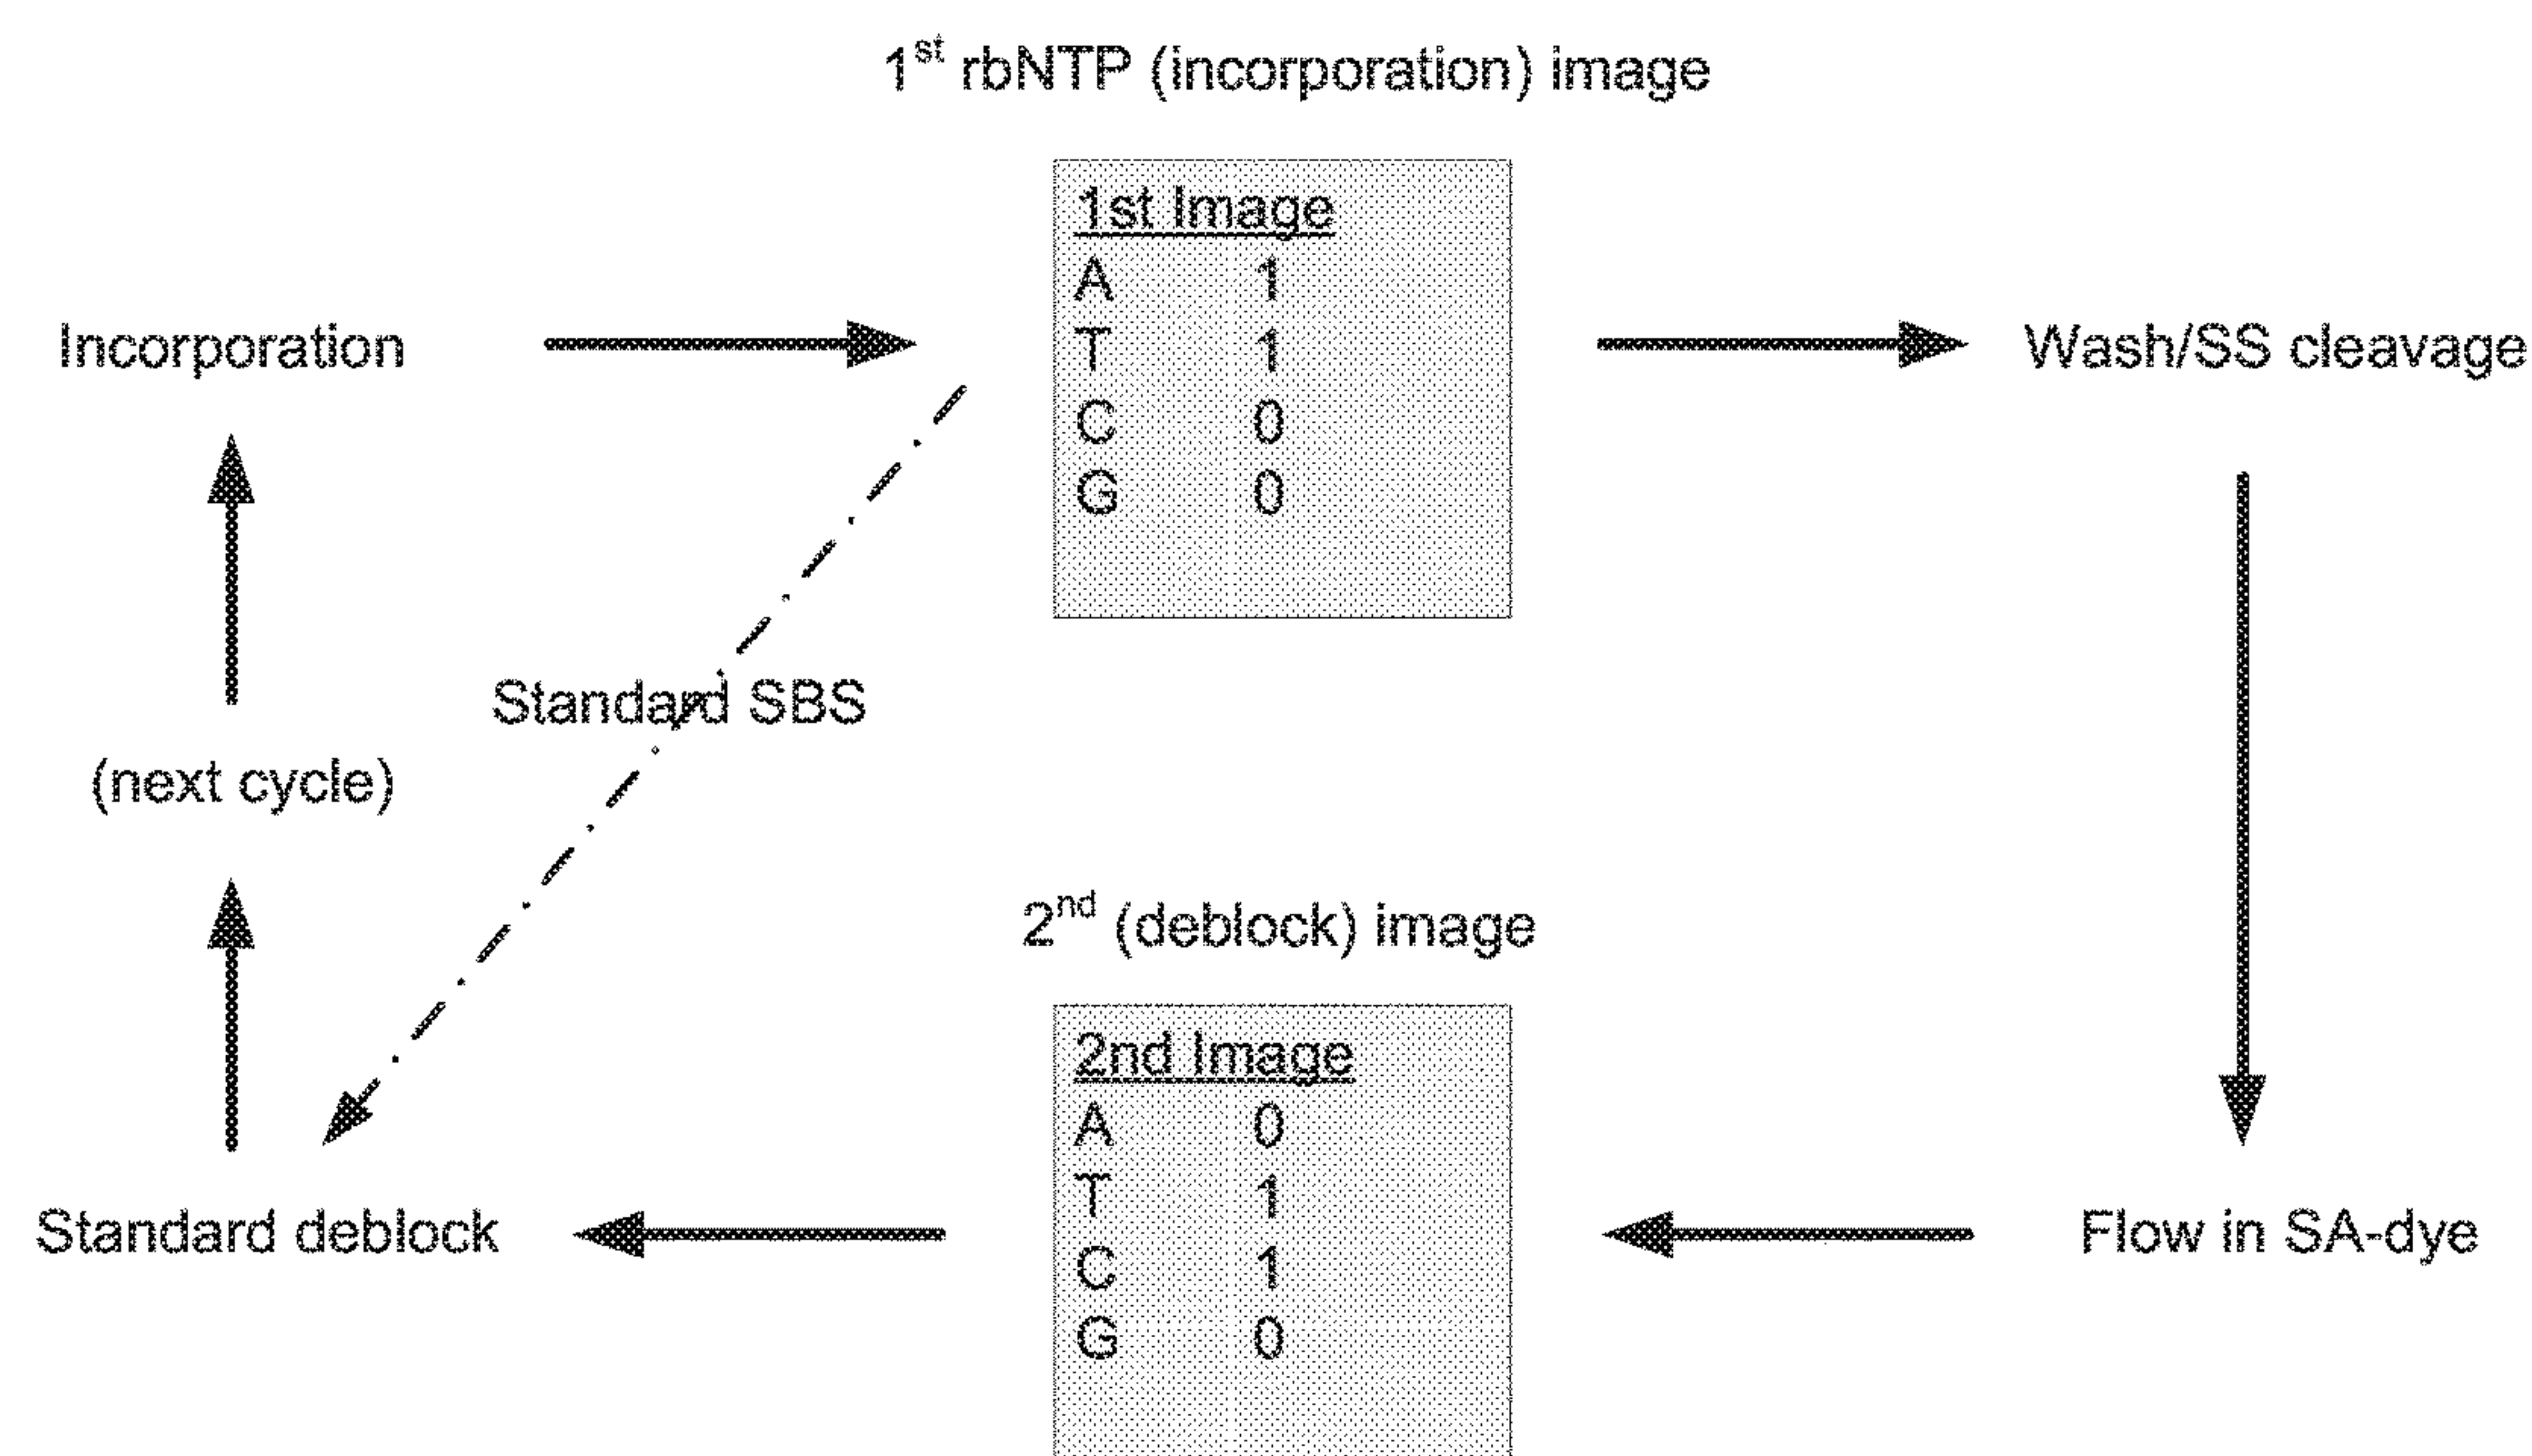 1st rbNTP (incorporation) image
1st Image
A 1
T 1
C 0
G 0
Incorporation
Wash/SS cleavage
Standard SBS
(next cycle)
2nd (deblock) image
2nd Image
A 0
T 1
C 1
G 0
Standard deblock
Flow in SA-dye